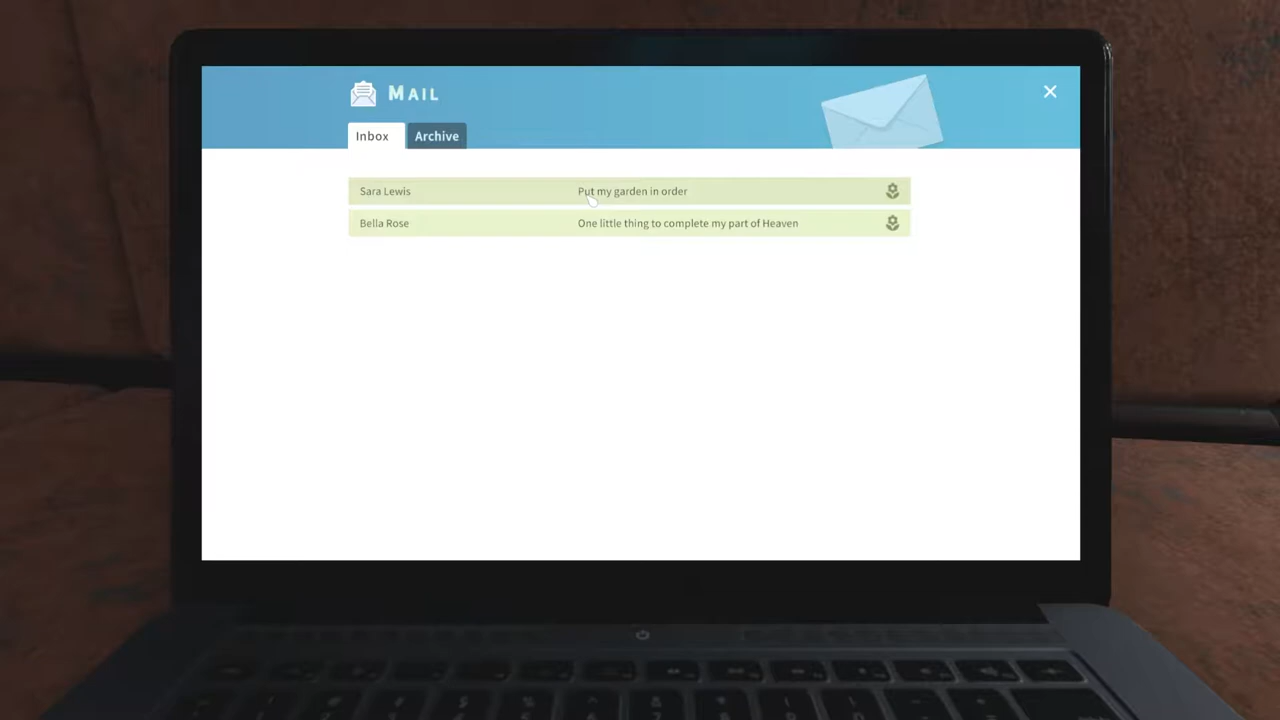 MAIL
Inbox
Archive
Sara Lewis Put my garden in order
Bella Rose One little thing to complete my part of Heaven